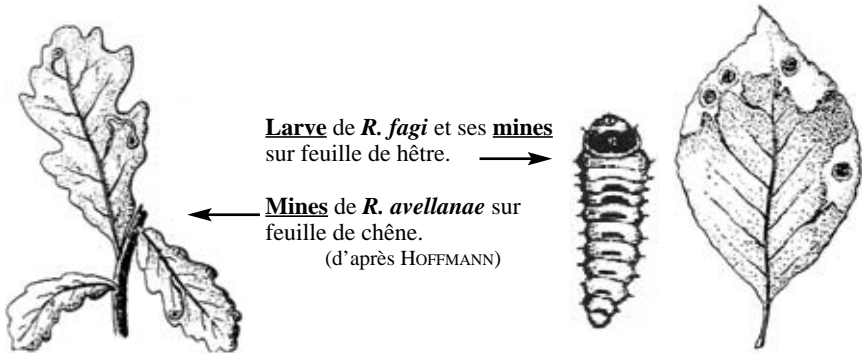 Larve de R. fagi et ses mines
sur feuille de hêtre.
Mines de R. avellanae sur
feuille de chêne.
(d'après HOFFMANN)